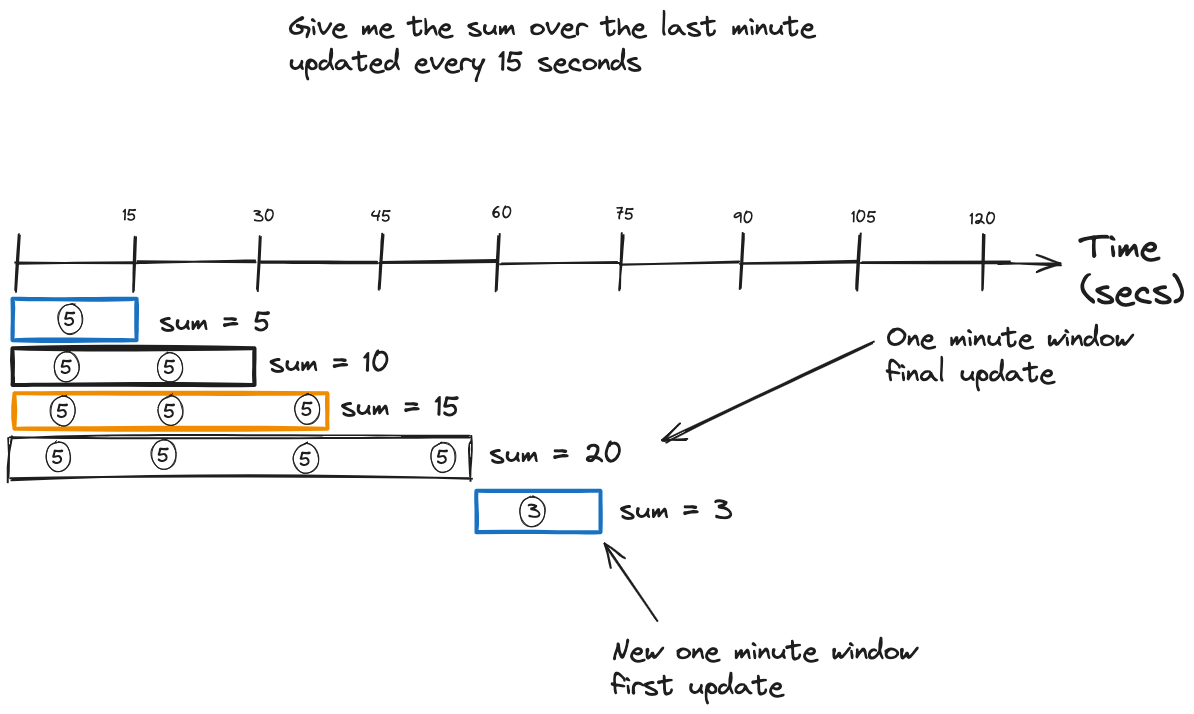 Give me the sum over the last minute
updated every 15 seconds
15 30 45 60 75 90 105 120
Time
(secs)
5 sum = 5
5 5 sum = 10
5 5 5 sum = 15
5 5 5 5 sum = 20
One minute window
final update
3 sum = 3
New one minute window
first update